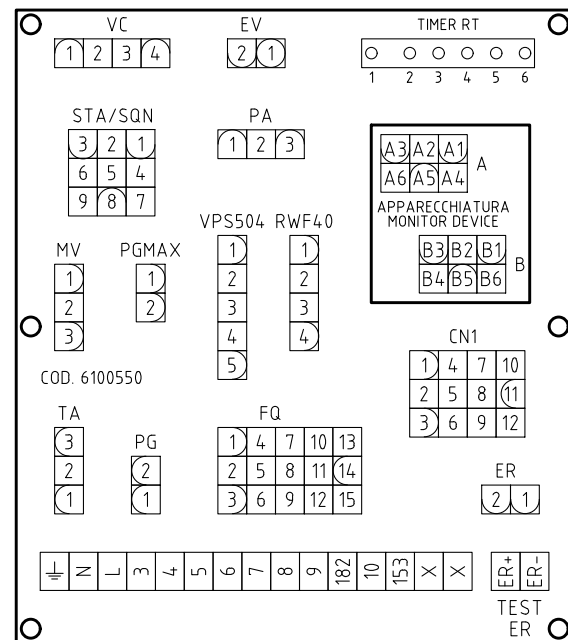 VC EV TIMER RT
1 2 3 4 2 1
1 2 3 4 5 6
STA/SQN PA
3 2 1 1 2 3
6 5 4
9 8 7
A3 A2 A1 A
A6 A5 A4
APPARECCHIATURA
MONITOR DEVICE
B3 B2 B1 B
B4 B5 B6
MV PGMAX VPS504 RWF40
1 1 1 1
2 2 2 2
3 3 3
4 4
5
CN1
1 4 7 10
2 5 8 11
3 6 9 12
COD. 6100550
TA PG FQ
3 1 4 7 10 13
2 2 2 5 8 11 14
1 1 3 6 9 12 15
ER
2 1
N L 3 4 5 6 7 8 9 182 10 153 X X ER+ ER-
TEST
ER